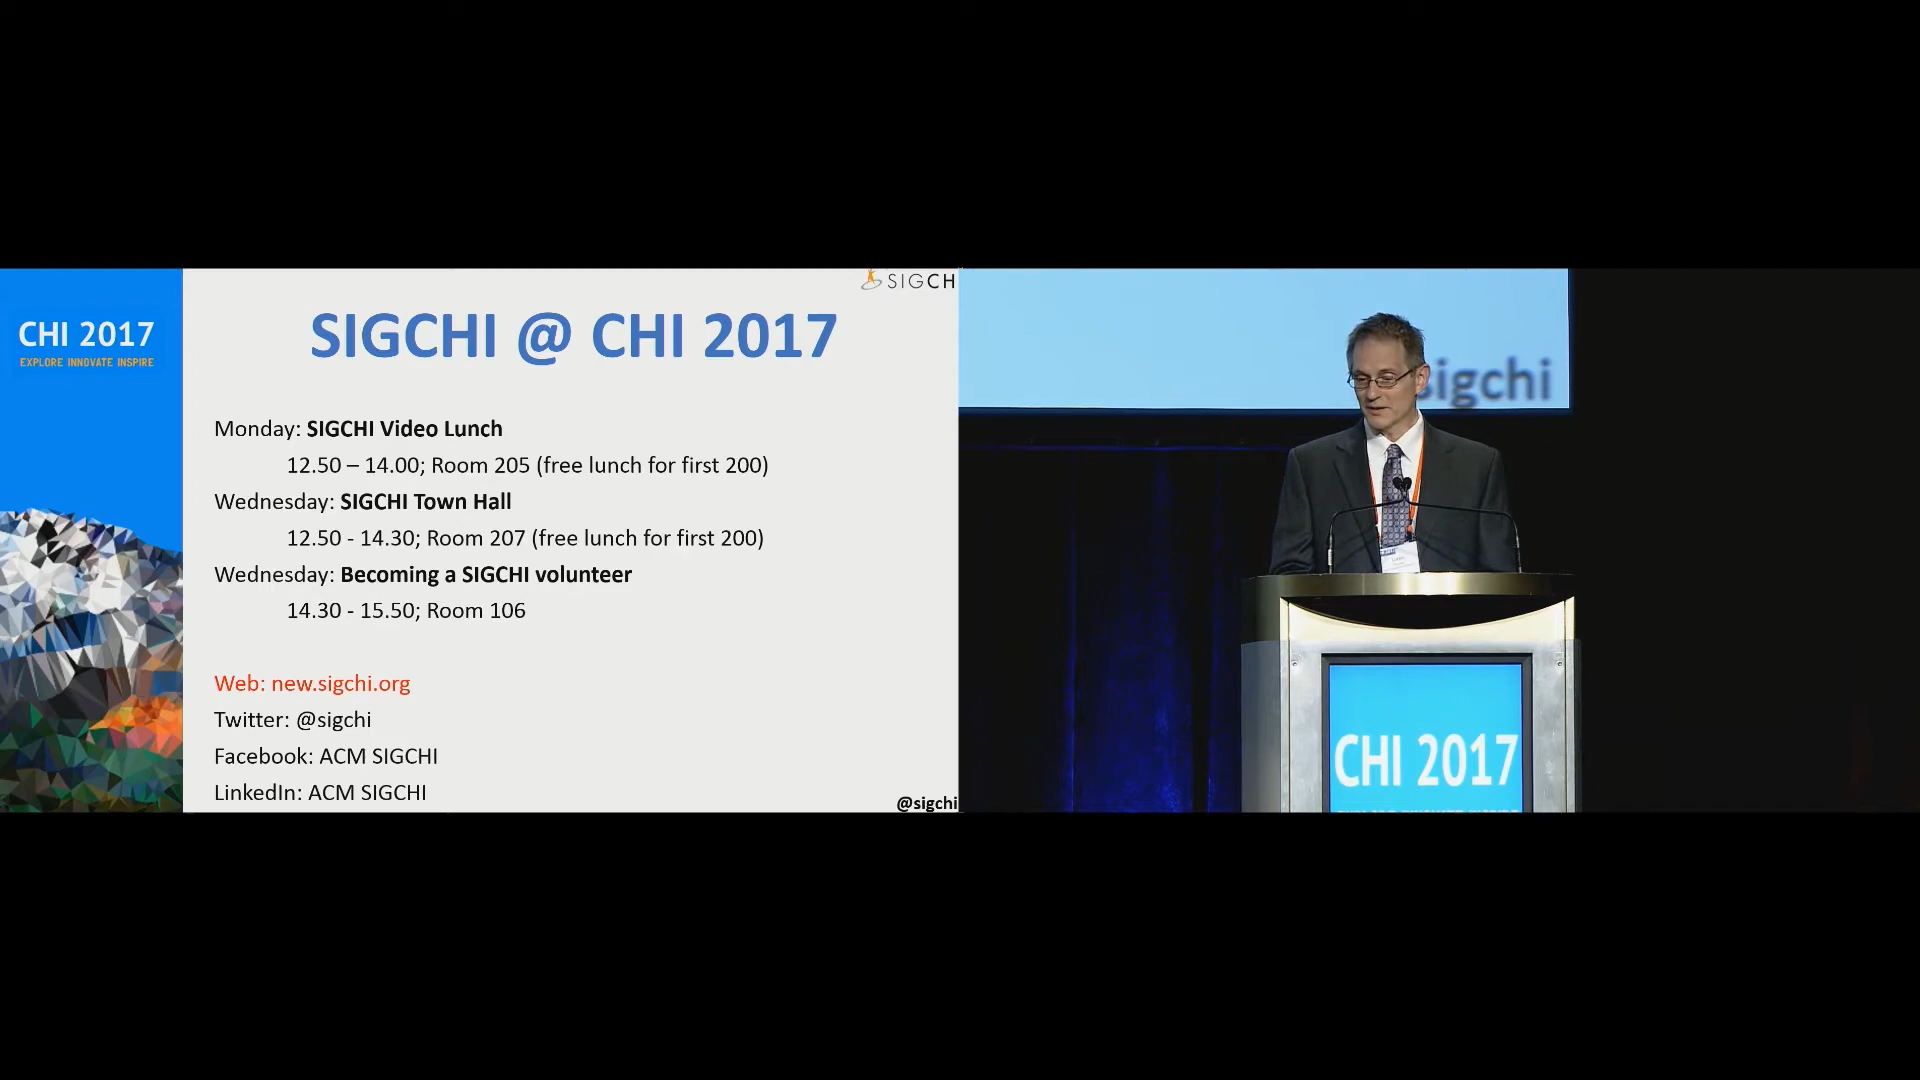 CHI 2017
EXPLORE INNOVATE INSPIRE
SIGCH
SIGCHI @ CHI 2017
Monday: SIGCHI Video Lunch
12.50 – 14.00; Room 205 (free lunch for first 200)
Wednesday: SIGCHI Town Hall
12.50 - 14.30; Room 207 (free lunch for first 200)
Wednesday: Becoming a SIGCHI volunteer
14.30 - 15.50; Room 106
Web: new.sigchi.org
Twitter: @sigchi
Facebook: ACM SIGCHI
LinkedIn: ACM SIGCHI
@sigchi
sigchi
CHI 2017